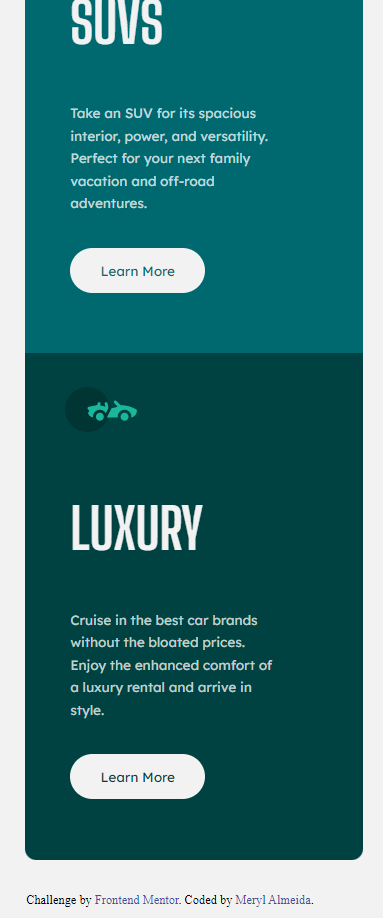 SUVS
Take an SUV for its spacious
interior, power, and versatility.
Perfect for your next family
vacation and off-road
adventures.
Learn More
LUXURY
Cruise in the best car brands
without the bloated prices.
Enjoy the enhanced comfort of
a luxury rental and arrive in
style.
Learn More
Challenge by Frontend Mentor. Coded by Meryl Almeida.